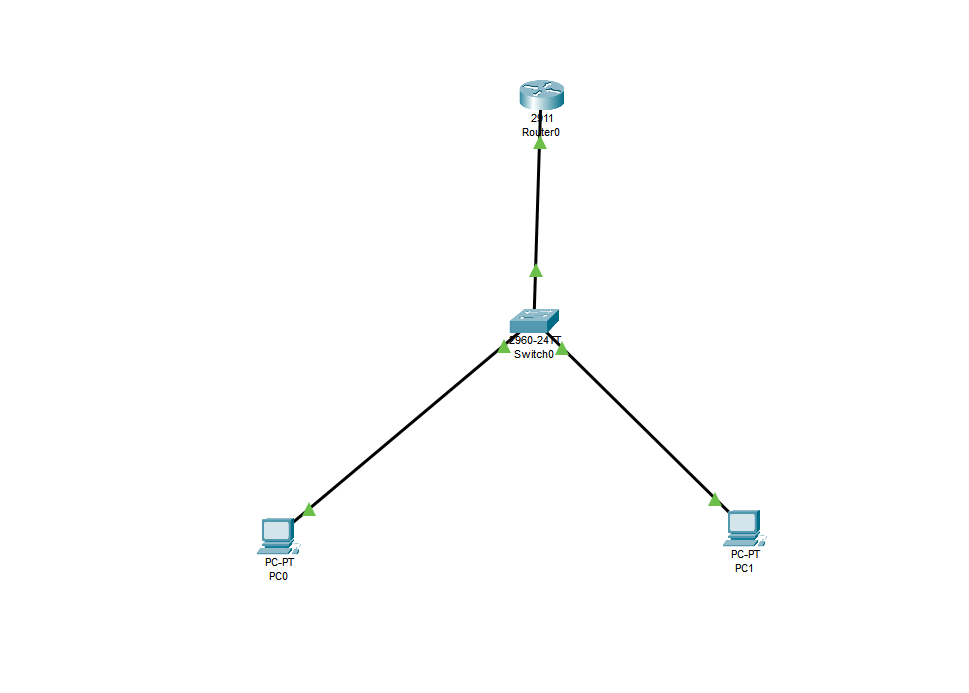 2911
Router0
2960-24TT
Switch0
PC-PT
PC0
PC-PT
PC1